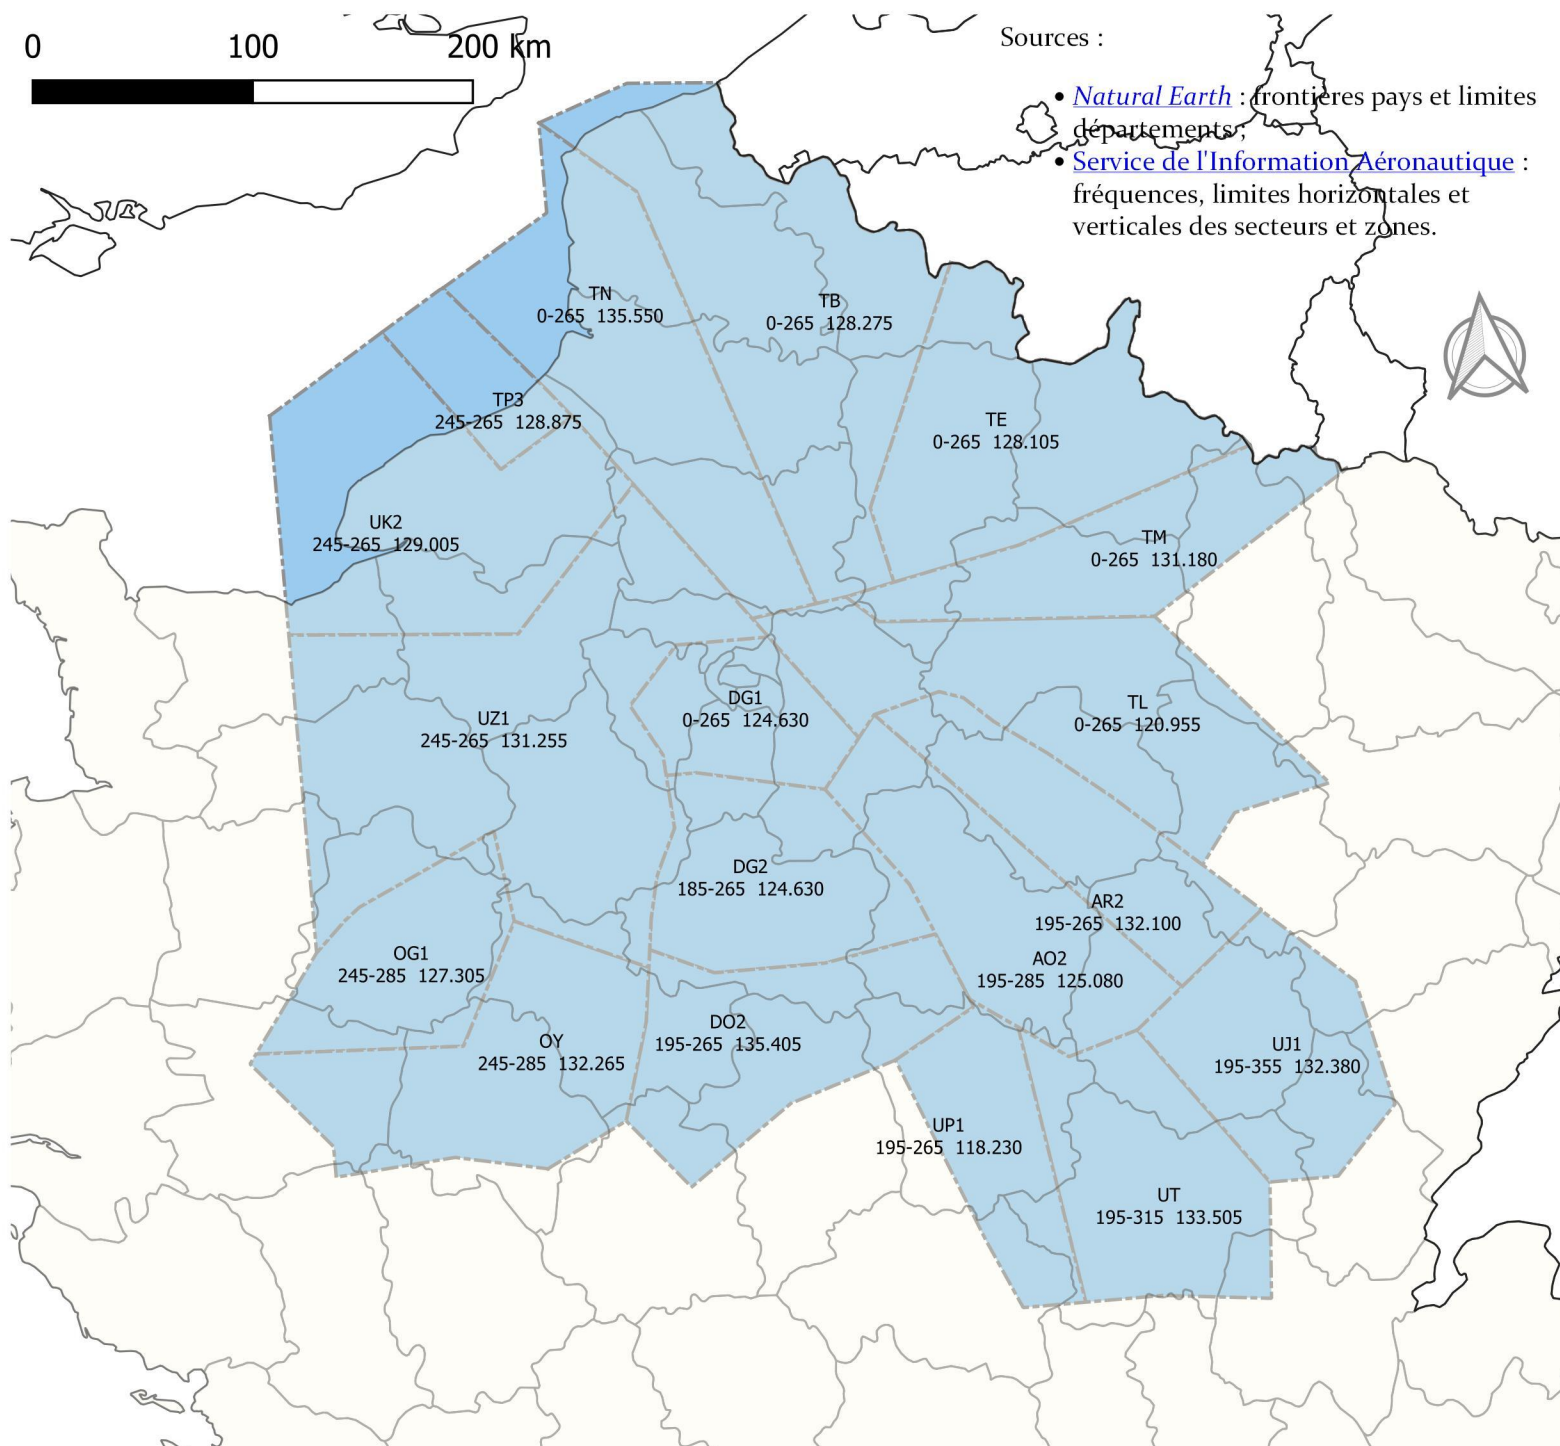 0 100 200 km
Sources :
• Natural Earth : frontières pays et limites
départements ;
• Service de l'Information Aéronautique :
fréquences, limites horizontales et
verticales des secteurs et zones.
TN
0-265 135.550
TB
0-265 128.275
TP3
245-265 128.875
TE
0-265 128.105
UK2
245-265 129.005
TM
0-265 131.180
DG1
0-265 124.630
TL
0-265 120.955
UZ1
245-265 131.255
DG2
185-265 124.630
AR2
195-265 132.100
OG1
245-285 127.305
AO2
195-285 125.080
DO2
195-265 135.405
OY
245-285 132.265
UJ1
195-355 132.380
UP1
195-265 118.230
UT
195-315 133.505